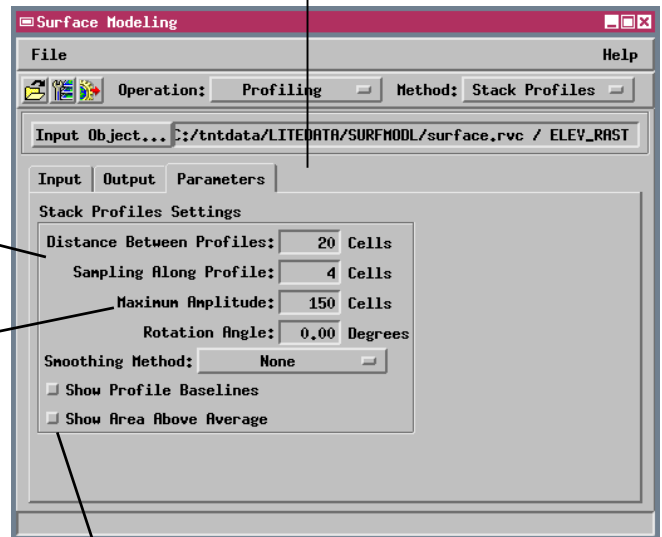 Surface Modeling
File Help
Operation: Profiling Method: Stack Profiles
Input Object... C:/tntdata/LITEDATA/SURFMODL/surface.rvc / ELEV_RAST
Input Output Parameters
Stack Profiles Settings
Distance Between Profiles: 20 Cells
Sampling Along Profile: 4 Cells
Maximum Amplitude: 150 Cells
Rotation Angle: 0.00 Degrees
Smoothing Method: None
Show Profile Baselines
Show Area Above Average